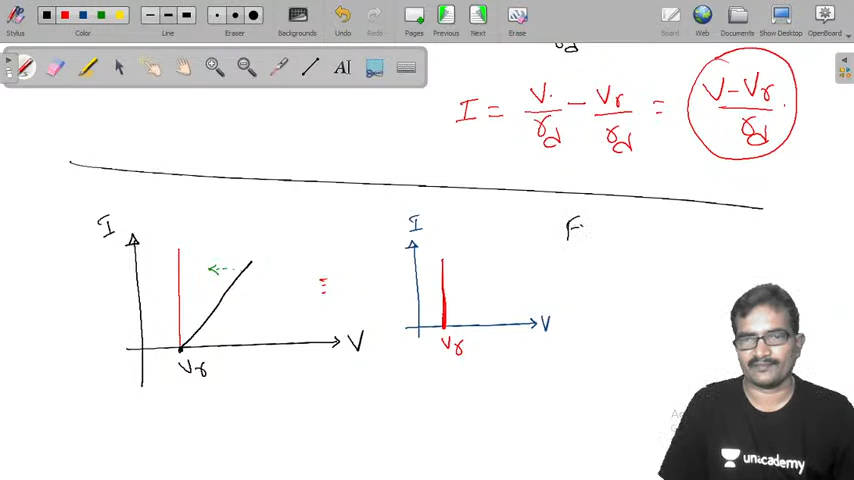 Stylus
Color
Line
Eraser
Backgrounds
Undo
Redo
Pages
Previous
Next
Erase
Board
Web
Documents
Show Desktop
OpenBoard
I = V/rd - Vr/rd = V-Vr/rd
I
I
F
V
V
Vr
Vr
unacademy